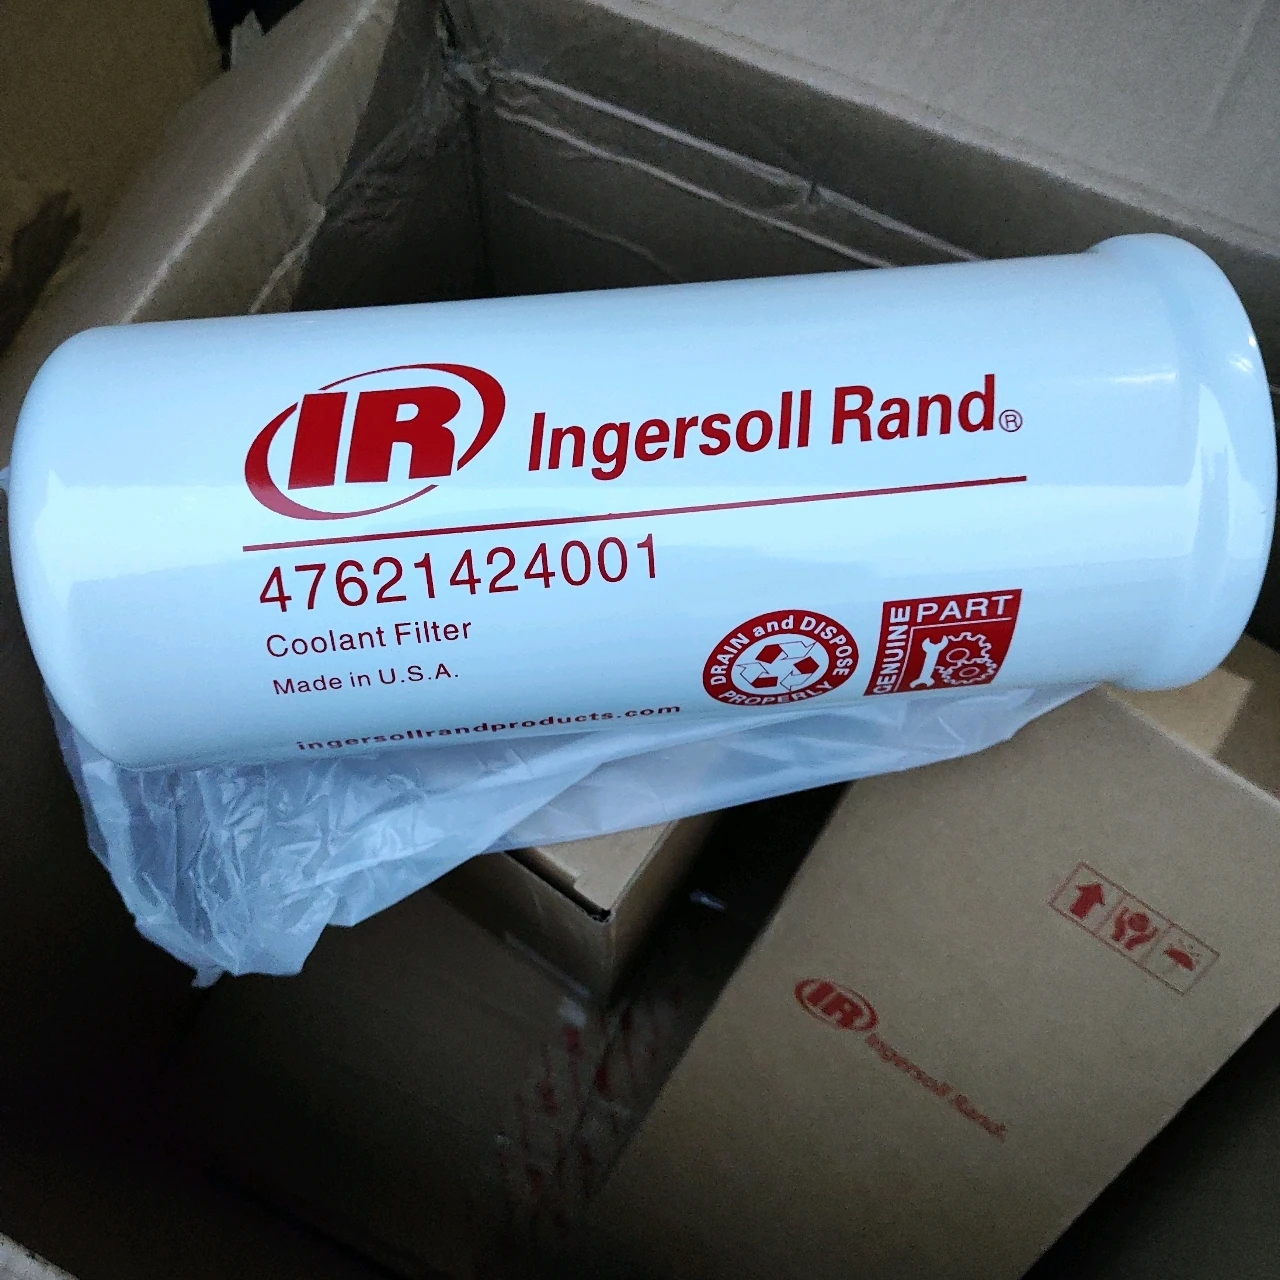 IR Ingersoll Rand®
47621424001
Coolant Filter
Made in U.S.A.
ingersollrandproducts.com
DRAIN and DISPOSE PROPERLY
GENUINE PART
IR Ingersoll Rand.